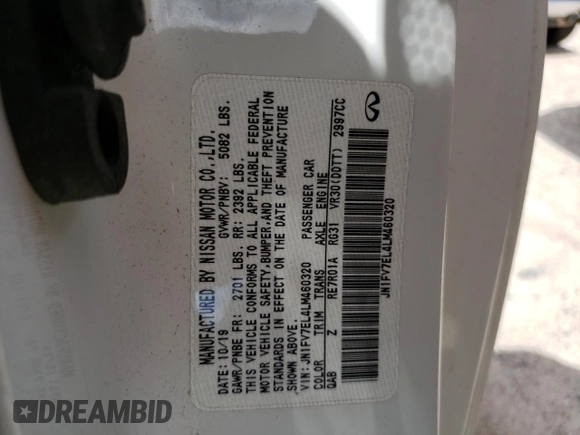 MANUFACTURED BY NISSAN MOTOR CO.,LTD.
DATE: 10/19 GVWR/PNBV: 5082 LBS.
GAWR/PNBE FR: 2701 LBS. RR: 2392 LBS.
THIS VEHICLE CONFORMS TO ALL APPLICABLE FEDERAL
MOTOR VEHICLE SAFETY,BUMPER,AND THEFT PREVENTION
STANDARDS IN EFFECT ON THE DATE OF MANUFACTURE
SHOWN ABOVE.
VIN: JN1FV7EL4LM460320 PASSENGER CAR
COLOR TRIM TRANS AXLE ENGINE
QAB Z RE7R01A RG31 VR30(DDTT) 2997CC
JN1FV7EL4LM460320
DREAMBID